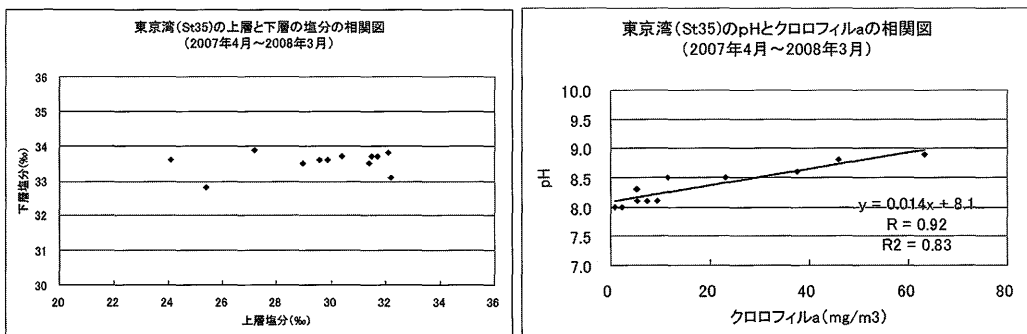 東京湾(St35)の上層と下層の塩分の相関図
(2007年4月～2008年3月)
下層塩分(‰)
36
35
34
33
32
31
30
20
22
24
26
28
30
32
34
36
上層塩分(‰)
東京湾(St35)のpHとクロロフィルaの相関図
(2007年4月～2008年3月)
pH
10.0
9.5
9.0
8.5
8.0
7.5
7.0
y = 0.014x + 8.1
R = 0.92
R2 = 0.83
0
20
40
60
80
クロロフィルa(mg/m3)